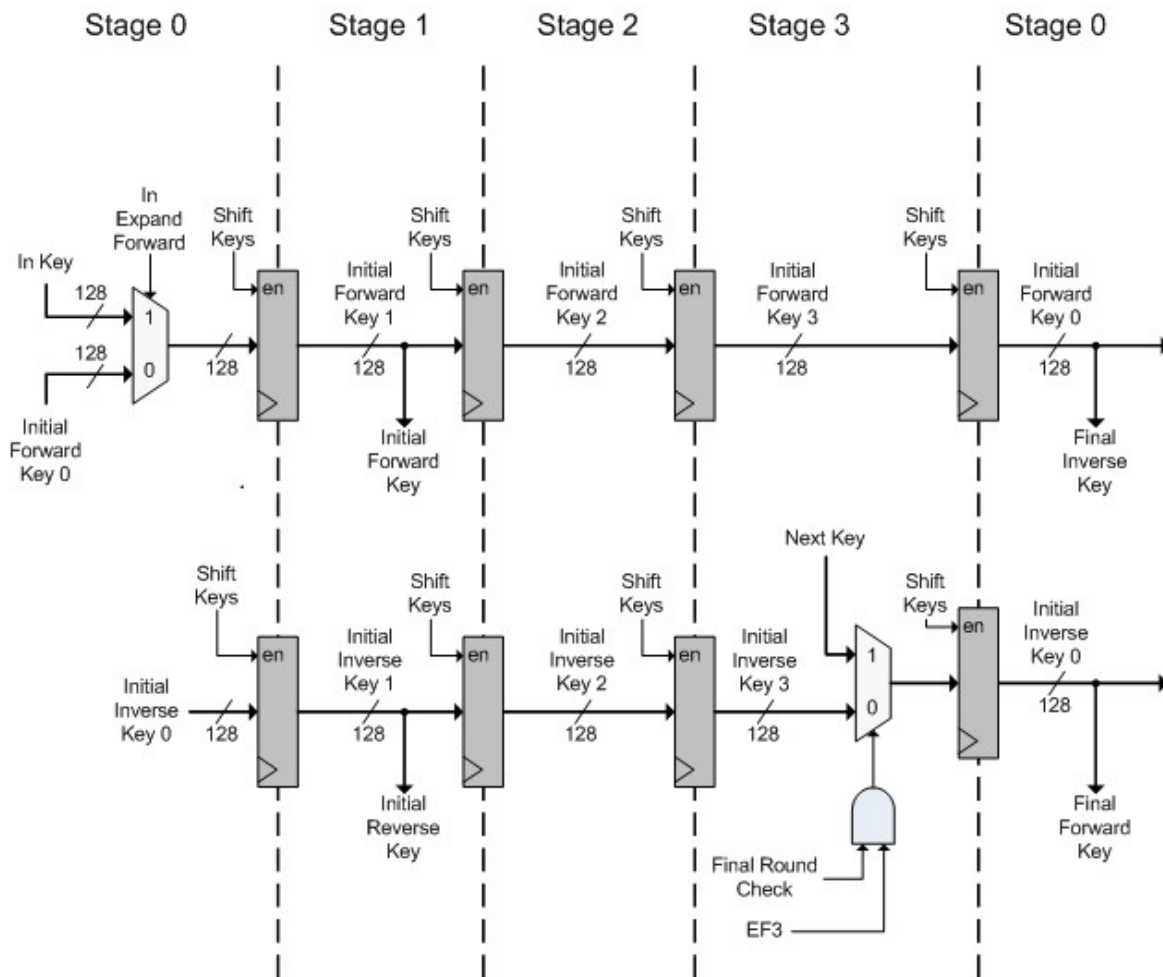 Stage 0
Stage 1
Stage 2
Stage 3
Stage 0
In
Expand
Forward
In Key
128
128
1
0
Initial
Forward
Key 0
128
Shift
Keys
en
Initial
Forward
Key 1
128
Initial
Forward
Key
Shift
Keys
en
Initial
Forward
Key 2
128
Shift
Keys
en
Initial
Forward
Key 3
128
Shift
Keys
en
Initial
Forward
Key 0
128
Final
Inverse
Key
Initial
Inverse
Key 0
128
Shift
Keys
en
Initial
Inverse
Key 1
128
Initial
Reverse
Key
Shift
Keys
en
Initial
Inverse
Key 2
128
Shift
Keys
en
Initial
Inverse
Key 3
128
Next Key
1
0
Final Round
Check
EF3
Shift
Keys
en
Initial
Inverse
Key 0
128
Final
Forward
Key